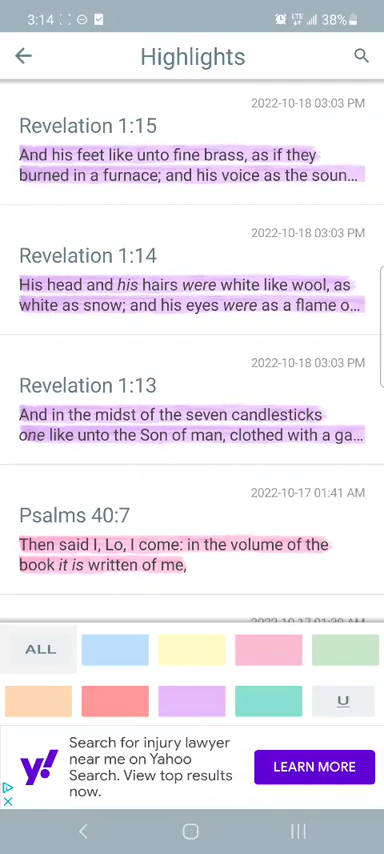 3:14
LTE 38%
Highlights
2022-10-18 03:03 PM
Revelation 1:15
And his feet like unto fine brass, as if they
burned in a furnace; and his voice as the soun...
2022-10-18 03:03 PM
Revelation 1:14
His head and his hairs were white like wool, as
white as snow; and his eyes were as a flame o...
2022-10-18 03:03 PM
Revelation 1:13
And in the midst of the seven candlesticks
one like unto the Son of man, clothed with a ga...
2022-10-17 01:41 AM
Psalms 40:7
Then said I, Lo, I come: in the volume of the
book it is written of me,
ALL
U
y!
Search for injury lawyer
near me on Yahoo
Search. View top results
now.
LEARN MORE